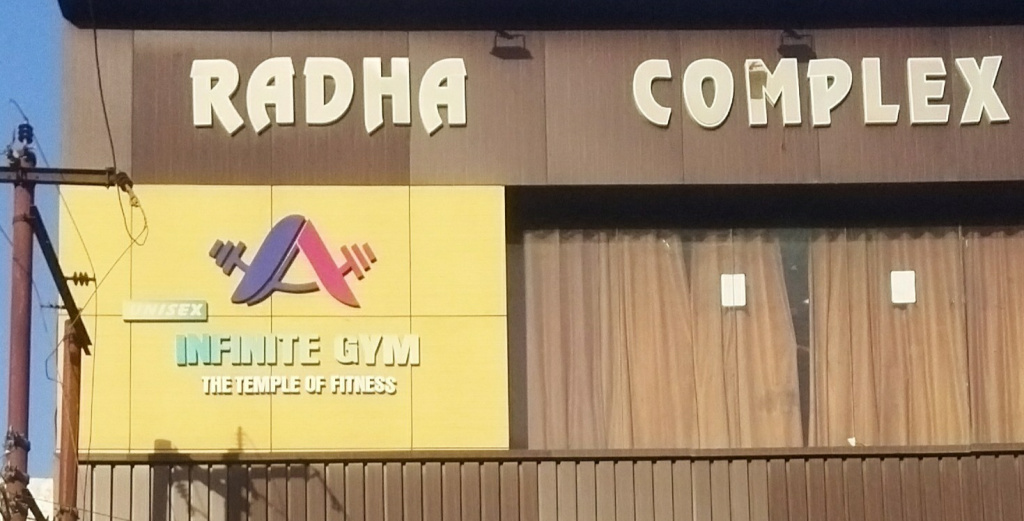 RADHA COMPLEX
UNISEX
INFINITE GYM
THE TEMPLE OF FITNESS